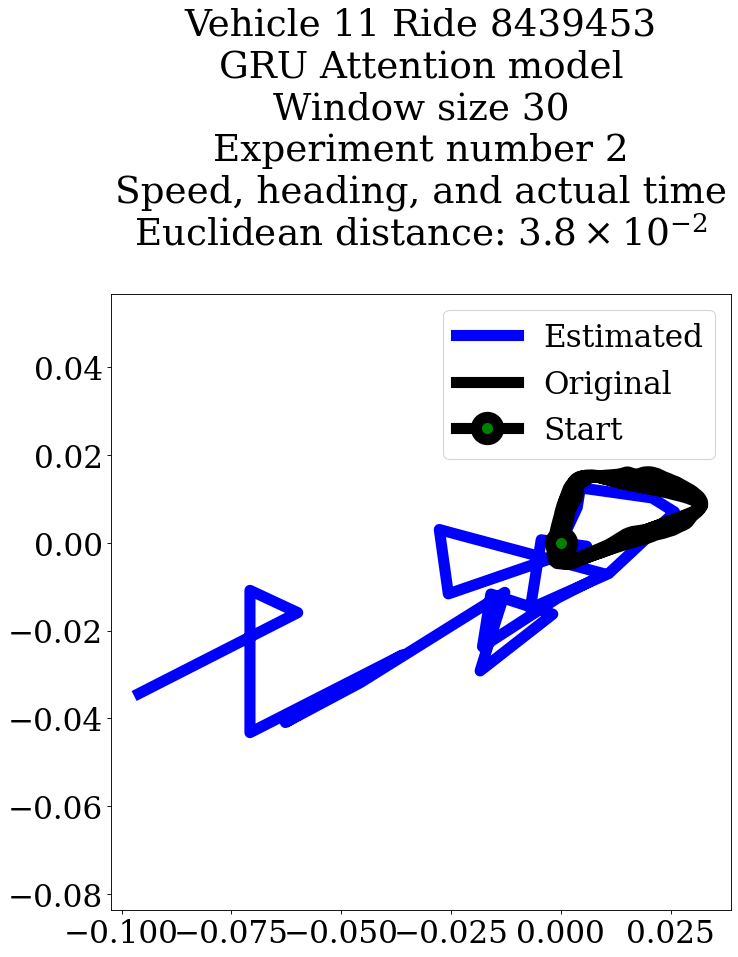 Vehicle 11 Ride 8439453
GRU Attention model
Window size 30
Experiment number 2
Speed, heading, and actual time
Euclidean distance: 3.8 × 10⁻²
Estimated
Original
Start
0.04
0.02
0.00
−0.02
−0.04
−0.06
−0.08
−0.100 −0.075 −0.050 −0.025 0.000 0.025